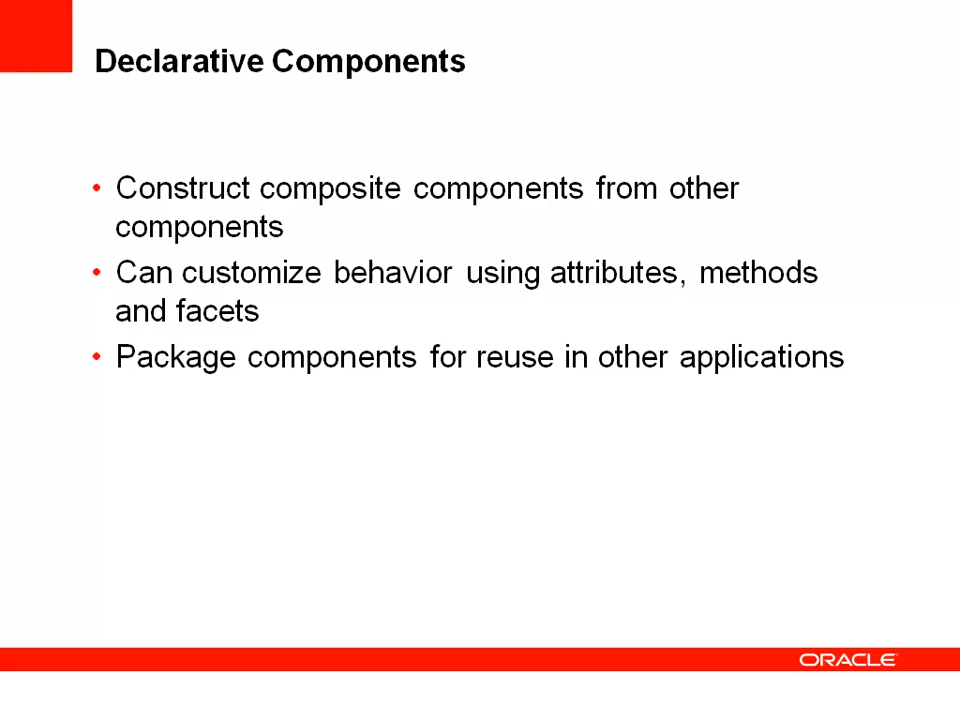 Declarative Components
• Construct composite components from other
components
• Can customize behavior using attributes, methods
and facets
• Package components for reuse in other applications
ORACLE